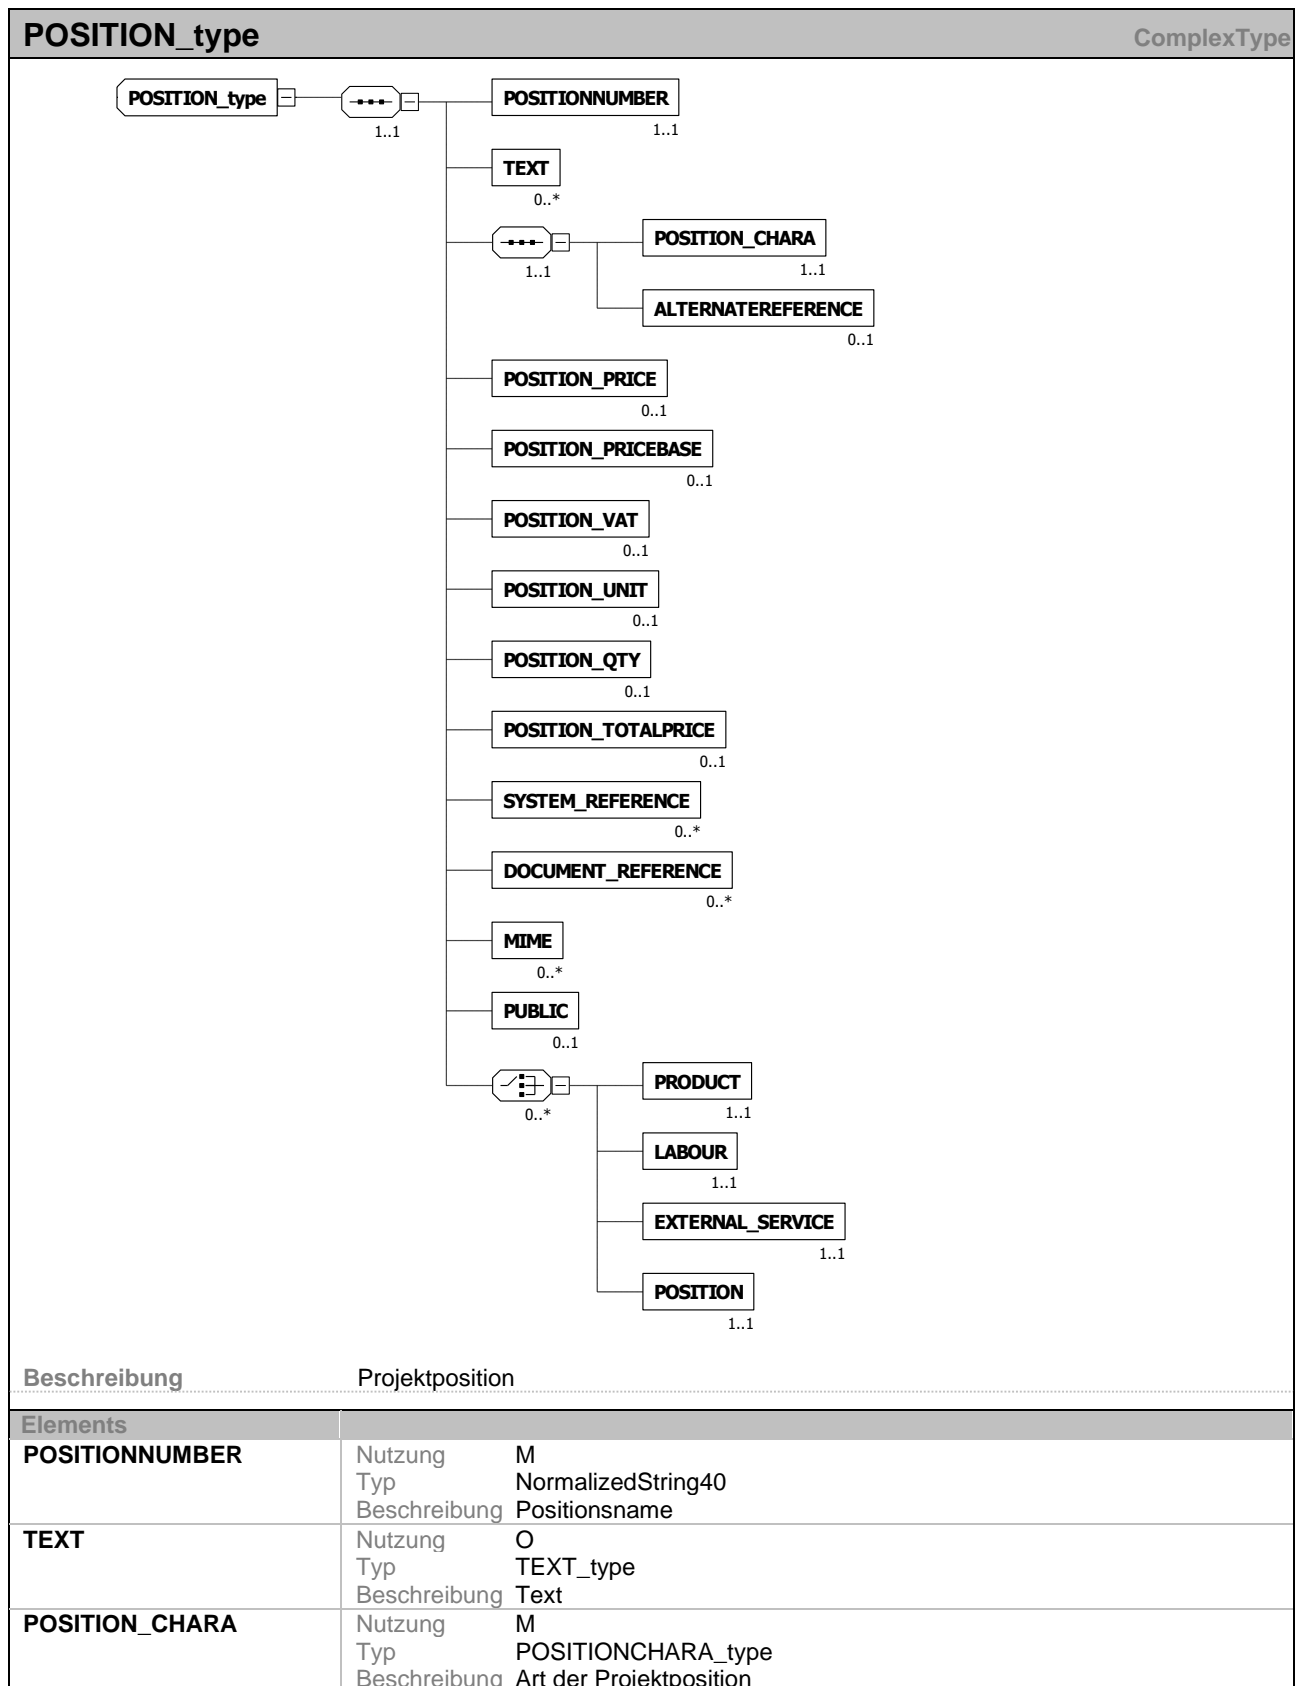 POSITION_type ComplexType
POSITION_type
1..1
POSITIONNUMBER
1..1
TEXT
0..*
1..1
POSITION_CHARA
1..1
ALTERNATEREFERENCE
0..1
POSITION_PRICE
0..1
POSITION_PRICEBASE
0..1
POSITION_VAT
0..1
POSITION_UNIT
0..1
POSITION_QTY
0..1
POSITION_TOTALPRICE
0..1
SYSTEM_REFERENCE
0..*
DOCUMENT_REFERENCE
0..*
MIME
0..*
PUBLIC
0..1
0..*
PRODUCT
1..1
LABOUR
1..1
EXTERNAL_SERVICE
1..1
POSITION
1..1
Beschreibung Projektposition
Elements
POSITIONNUMBER Nutzung M
Typ NormalizedString40
Beschreibung Positionsname
TEXT Nutzung O
Typ TEXT_type
Beschreibung Text
POSITION_CHARA Nutzung M
Typ POSITIONCHARA_type
Beschreibung Art der Projektposition